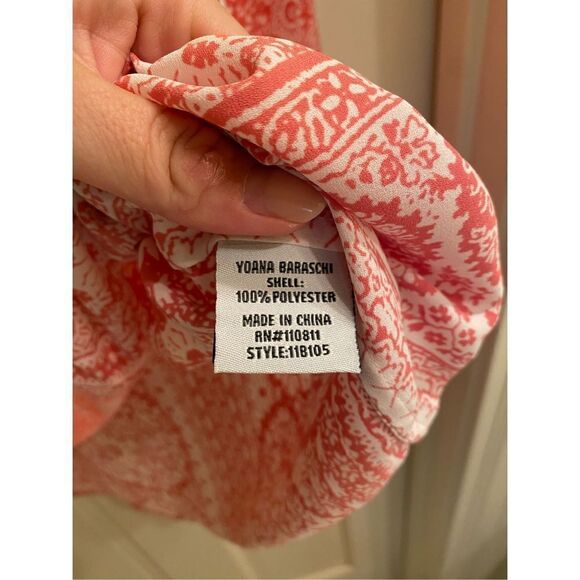 YOANA BARASCHI
SHELL:
100%POLYESTER
MADE IN CHINA
RN#110811
STYLE:11B105